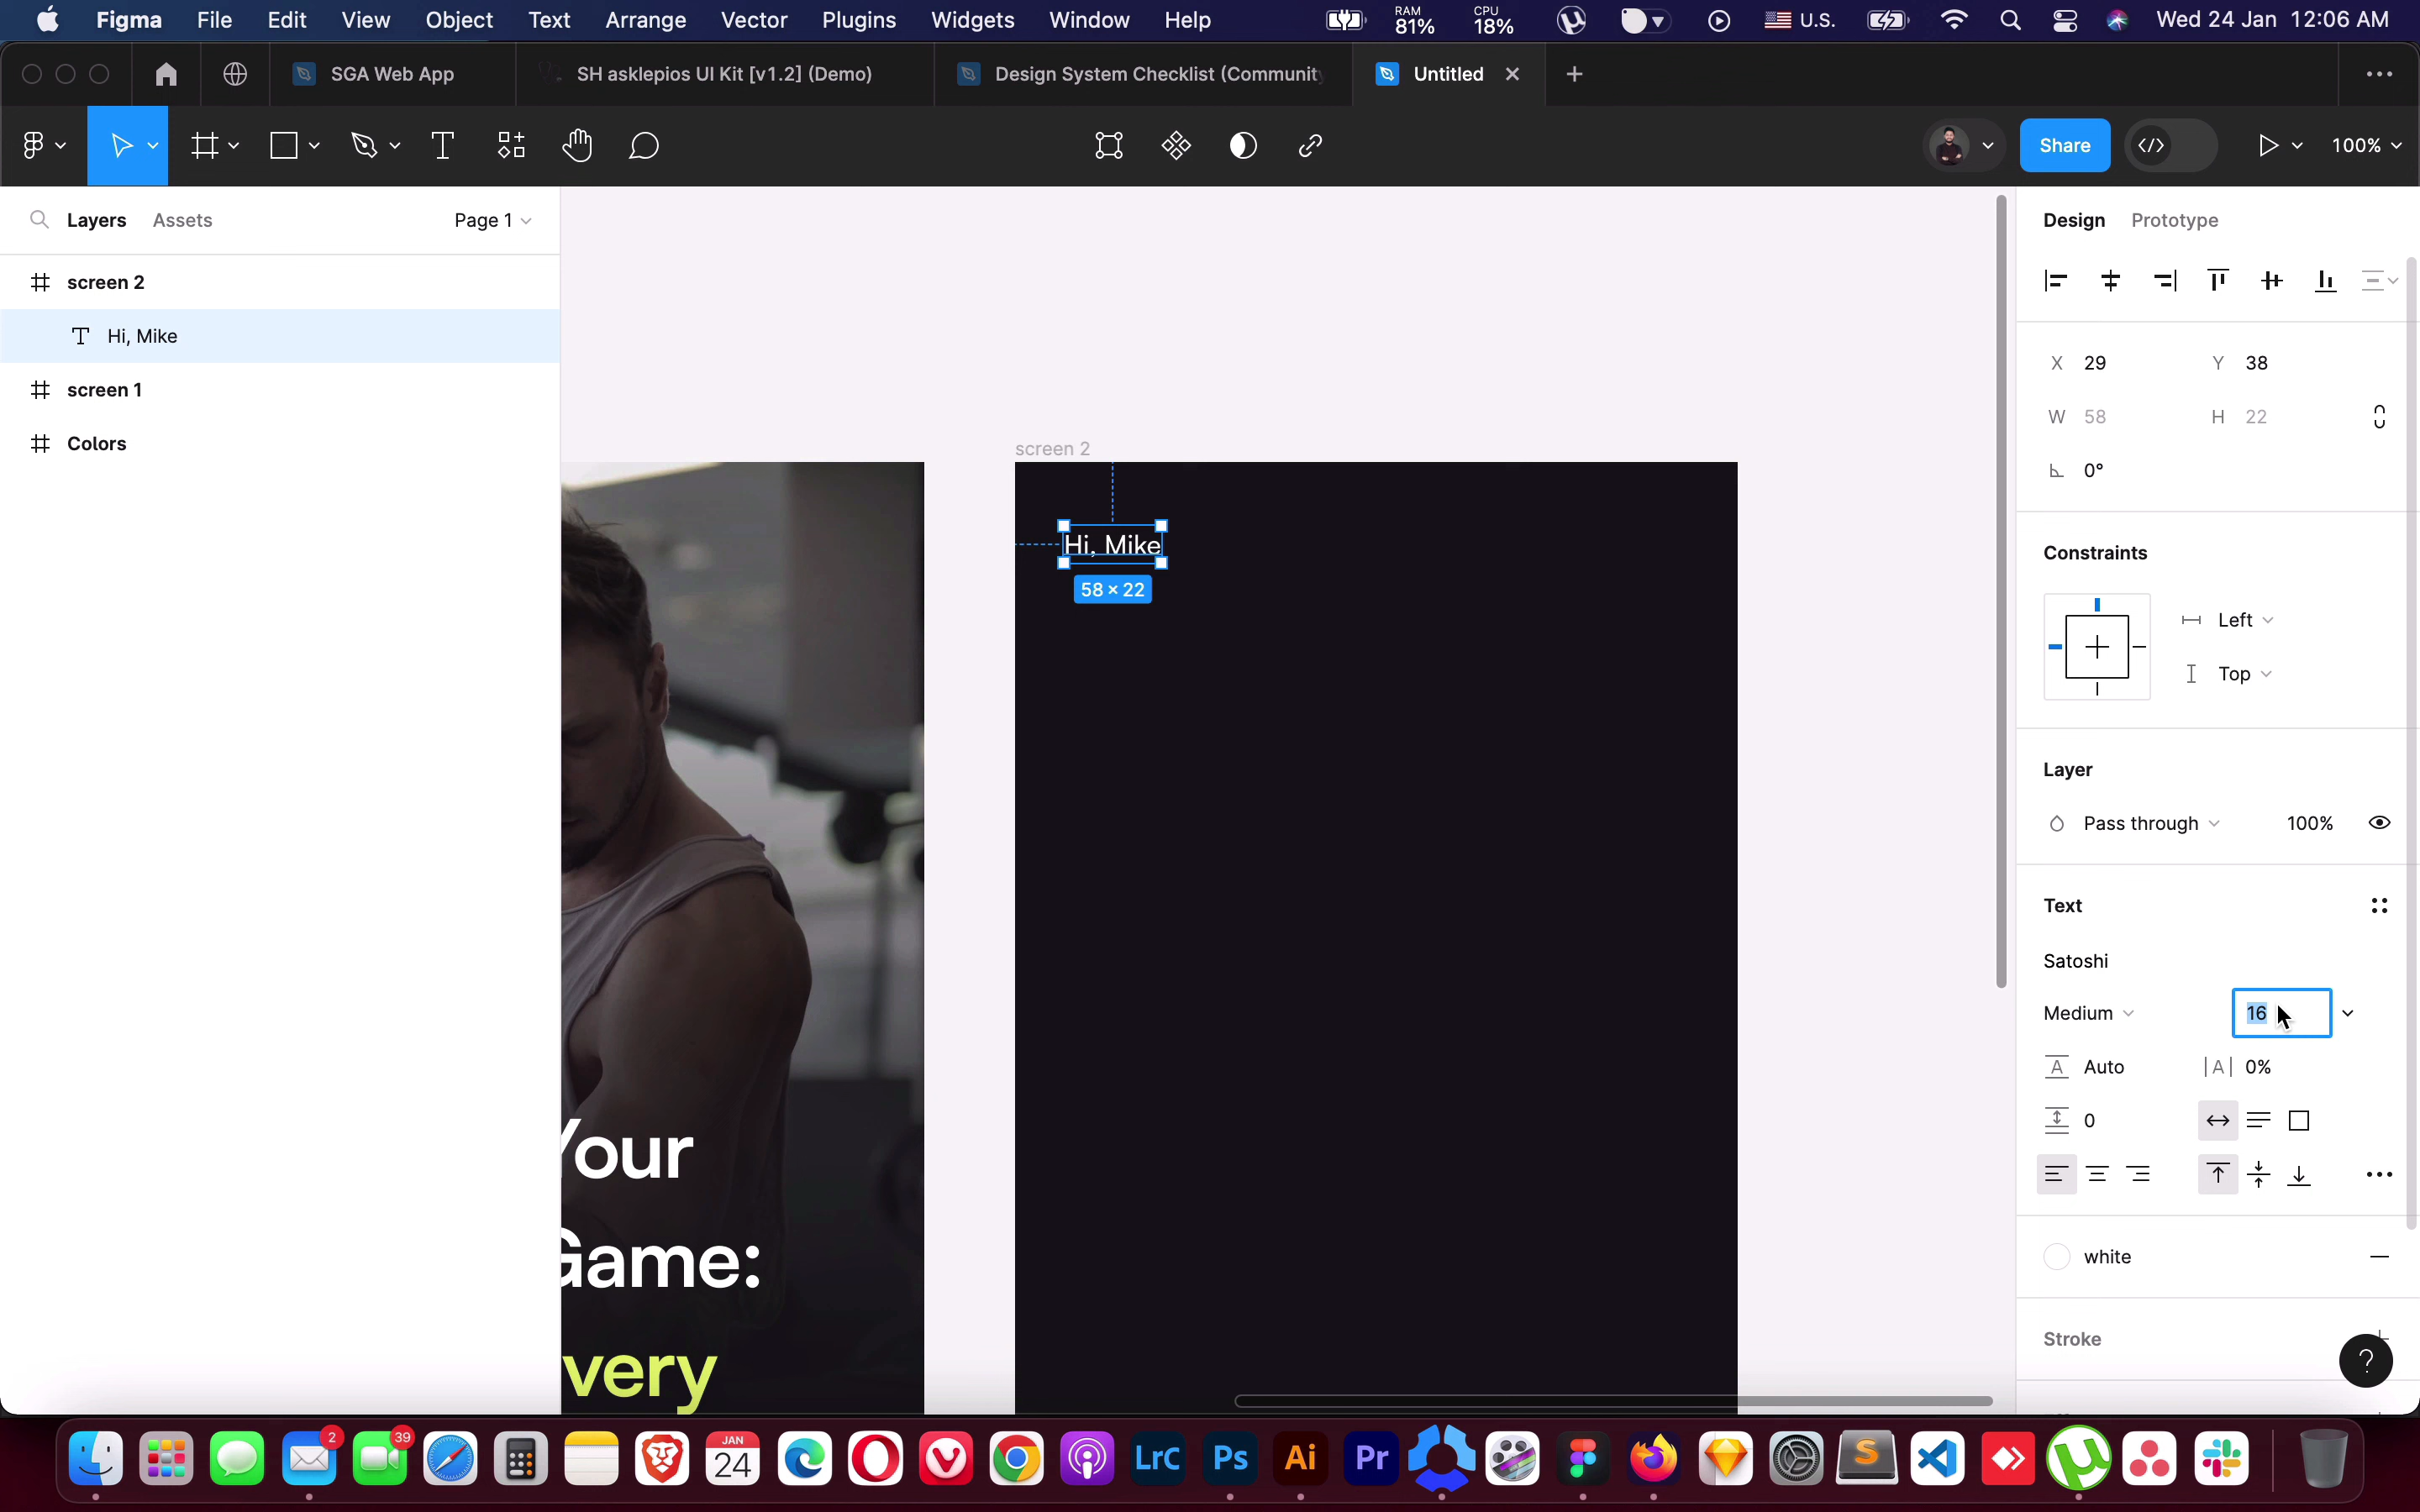 Figma File Edit View Object Text Arrange Vector Plugins Widgets Window Help RAM 81% CPU 18% U.S. Wed 24 Jan 12:06 AM
SGA Web App SH asklepios UI Kit [v1.2] (Demo) Design System Checklist (Community Untitled
Share 100%
Layers Assets Page 1
screen 2
Hi, Mike
screen 1
Colors
screen 2
Hi, Mike
58 × 22
Your
Game:
very
Design Prototype
X 29 Y 38
W 58 H 22
0°
Constraints
Left
Top
Layer
Pass through 100%
Text
Satoshi
Medium 16
A Auto |A| 0%
0
white
Stroke
?
2 39 JAN 24 LrC Ps Ai Pr S